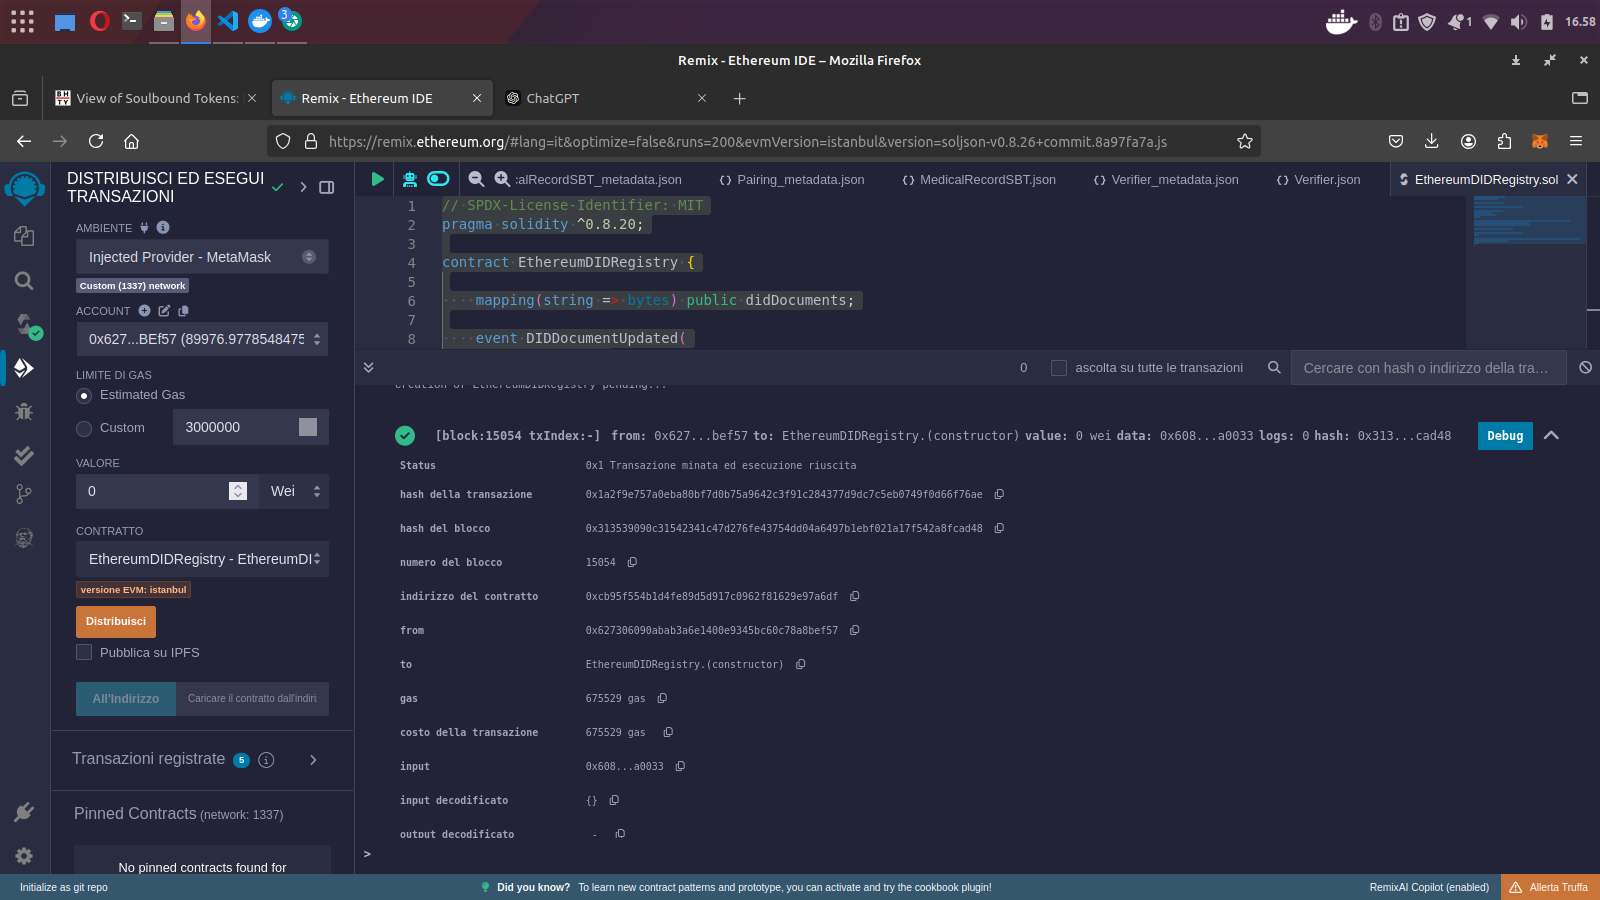 3
1
16.58
Remix - Ethereum IDE – Mozilla Firefox
View of Soulbound Tokens:
Remix - Ethereum IDE
ChatGPT
https://remix.ethereum.org/#lang=it&optimize=false&runs=200&evmVersion=istanbul&version=soljson-v0.8.26+commit.8a97fa7a.js
DISTRIBUISCI ED ESEGUI
TRANSAZIONI
:alRecordSBT_metadata.json
Pairing_metadata.json
MedicalRecordSBT.json
Verifier_metadata.json
Verifier.json
EthereumDIDRegistry.sol
AMBIENTE
Injected Provider - MetaMask
Custom (1337) network
ACCOUNT
0x627...BEf57 (89976.9778548475
LIMITE DI GAS
Estimated Gas
Custom
3000000
VALORE
0
Wei
CONTRATTO
EthereumDIDRegistry - EthereumDI
versione EVM: istanbul
Distribuisci
Pubblica su IPFS
All'Indirizzo
Caricare il contratto dall'indiri
Transazioni registrate 5
Pinned Contracts (network: 1337)
No pinned contracts found for
1 // SPDX-License-Identifier: MIT
2 pragma solidity ^0.8.20;
3
4 contract EthereumDIDRegistry {
5
6 mapping(string => bytes) public didDocuments;
7
8 event DIDDocumentUpdated(
0
ascolta su tutte le transazioni
Cercare con hash o indirizzo della tra...
creation of EthereumDIDRegistry pending...
[block:15054 txIndex:-] from: 0x627...bef57 to: EthereumDIDRegistry.(constructor) value: 0 wei data: 0x608...a0033 logs: 0 hash: 0x313...cad48
Debug
Status 0x1 Transazione minata ed esecuzione riuscita
hash della transazione 0x1a2f9e757a0eba80bf7d0b75a9642c3f91c284377d9dc7c5eb0749f0d66f76ae
hash del blocco 0x313539090c31542341c47d276fe43754dd04a6497b1ebf021a17f542a8fcad48
numero del blocco 15054
indirizzo del contratto 0xcb95f554b1d4fe89d5d917c0962f81629e97a6df
from 0x627306090abab3a6e1400e9345bc60c78a8bef57
to EthereumDIDRegistry.(constructor)
gas 675529 gas
costo della transazione 675529 gas
input 0x608...a0033
input decodificato {}
output decodificato -
>
Initialize as git repo
Did you know? To learn new contract patterns and prototype, you can activate and try the cookbook plugin!
RemixAI Copilot (enabled)
Allerta Truffa